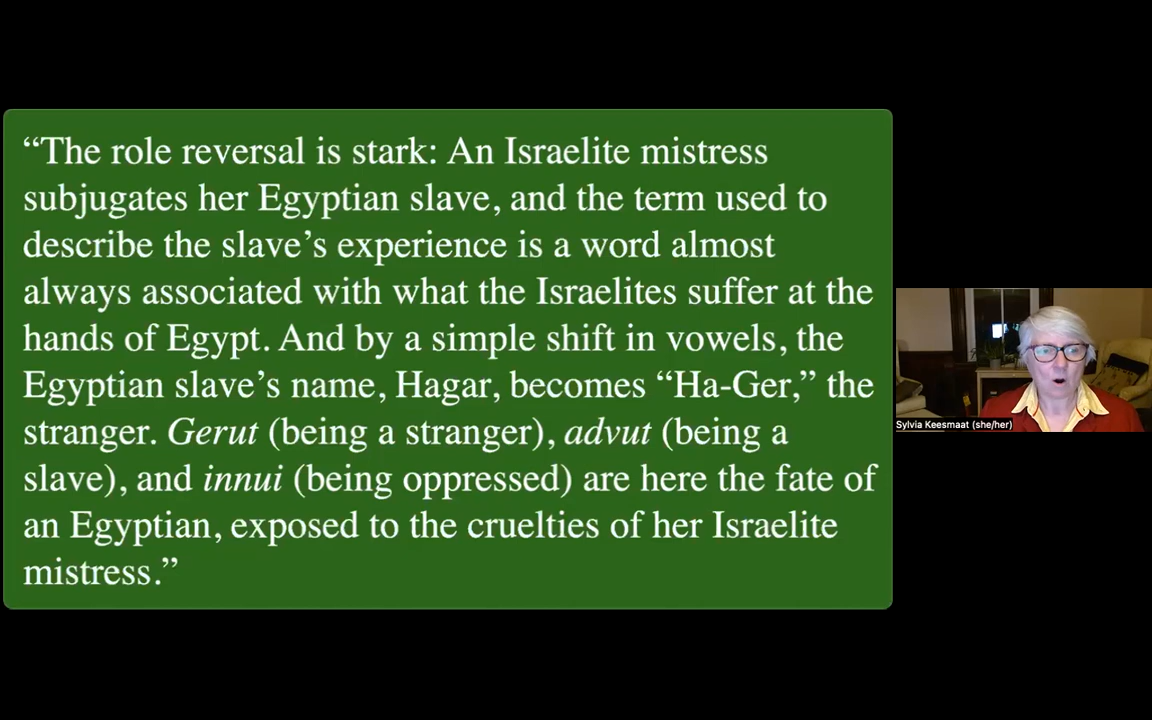 “The role reversal is stark: An Israelite mistress
subjugates her Egyptian slave, and the term used to
describe the slave’s experience is a word almost
always associated with what the Israelites suffer at the
hands of Egypt. And by a simple shift in vowels, the
Egyptian slave’s name, Hagar, becomes “Ha-Ger,” the
stranger. Gerut (being a stranger), advut (being a
slave), and innui (being oppressed) are here the fate of
an Egyptian, exposed to the cruelties of her Israelite
mistress.”
Sylvia Keesmaat (she/her)